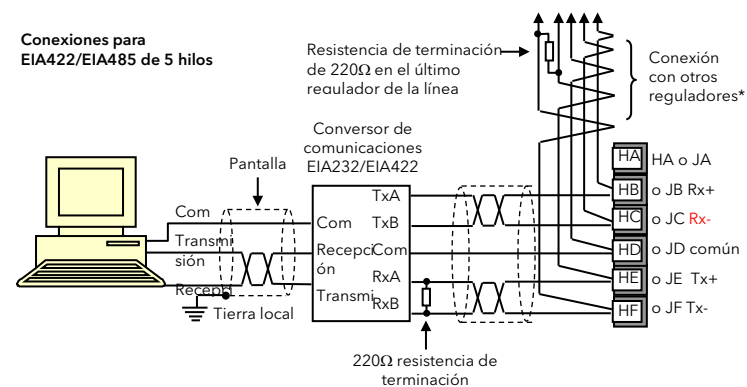 Conexiones para
EIA422/EIA485 de 5 hilos
Resistencia de terminación
de 220Ω en el último
regulador de la línea
Conexión
con otros
reguladores*
Conversor de
comunicaciones
EIA232/EIA422
Pantalla
Com
Transmi
sión
Recepci
Tierra local
Com
Recepci
ón
Transmi
TxA
TxB
Com
RxA
RxB
HA HA o JA
HB o JB Rx+
HC o JC Rx-
HD o JD común
HE o JE Tx+
HF o JF Tx-
220Ω resistencia de
terminación